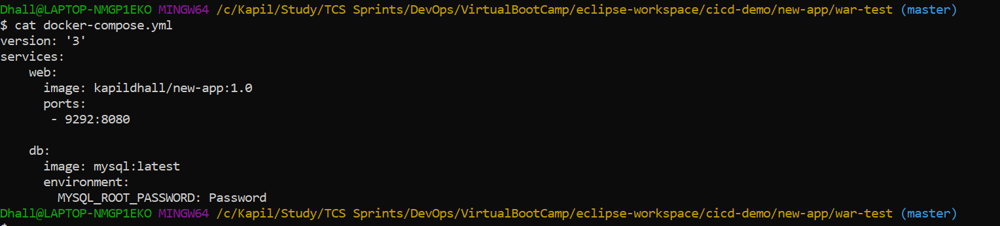 Dhall@LAPTOP-NMGP1EKO MINGW64 /c/Kapil/Study/TCS Sprints/DevOps/VirtualBootCamp/eclipse-workspace/cicd-demo/new-app/war-test (master)
$ cat docker-compose.yml
version: '3'
services:
    web:
      image: kapildhall/new-app:1.0
      ports:
       - 9292:8080

    db:
      image: mysql:latest
      environment:
        MYSQL_ROOT_PASSWORD: Password
Dhall@LAPTOP-NMGP1EKO MINGW64 /c/Kapil/Study/TCS Sprints/DevOps/VirtualBootCamp/eclipse-workspace/cicd-demo/new-app/war-test (master)
$